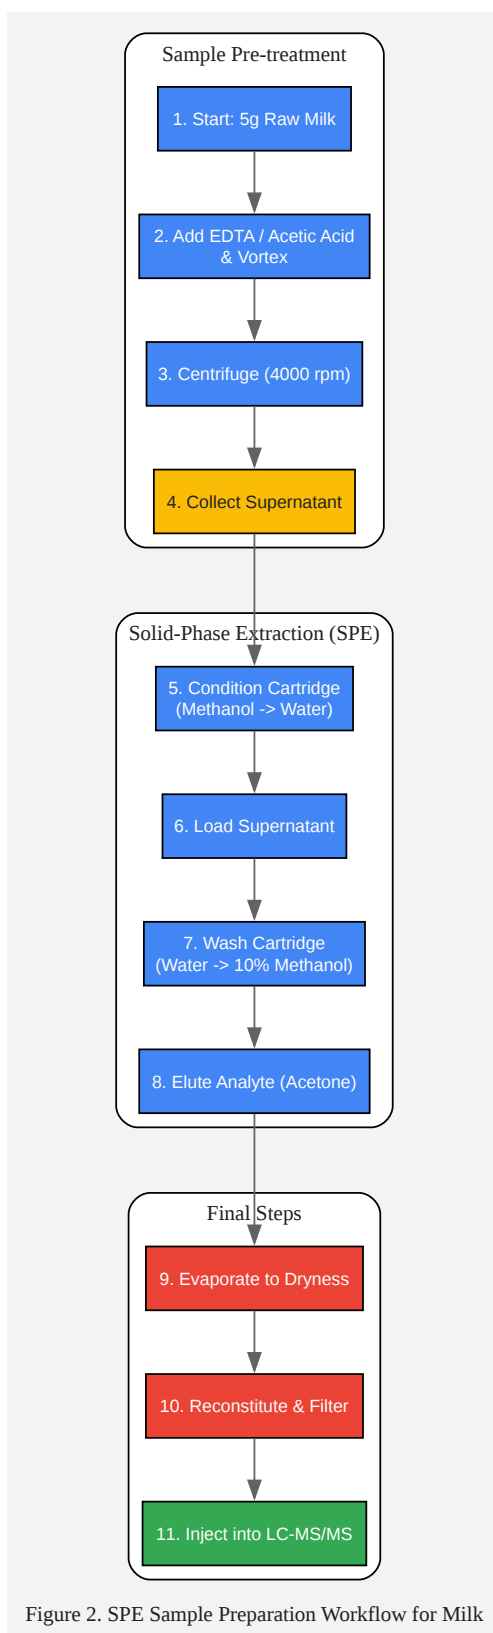 Sample Pre-treatment
1. Start: 5g Raw Milk
2. Add EDTA / Acetic Acid
& Vortex
3. Centrifuge (4000 rpm)
4. Collect Supernatant
Solid-Phase Extraction (SPE)
5. Condition Cartridge
(Methanol -> Water)
6. Load Supernatant
7. Wash Cartridge
(Water -> 10% Methanol)
8. Elute Analyte (Acetone)
Final Steps
9. Evaporate to Dryness
10. Reconstitute & Filter
11. Inject into LC-MS/MS
Figure 2. SPE Sample Preparation Workflow for Milk